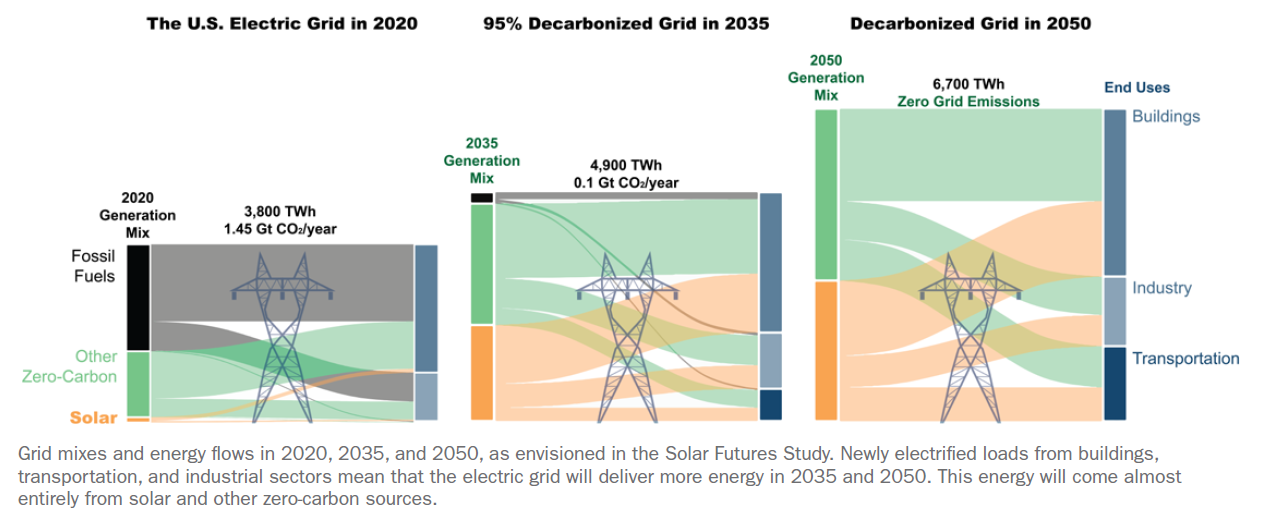 The U.S. Electric Grid in 2020
95% Decarbonized Grid in 2035
Decarbonized Grid in 2050
2020
Generation
Mix
3,800 TWh
1.45 Gt CO₂/year
Fossil
Fuels
Other
Zero-Carbon
Solar
2035
Generation
Mix
4,900 TWh
0.1 Gt CO₂/year
2050
Generation
Mix
6,700 TWh
Zero Grid Emissions
End Uses
Buildings
Industry
Transportation
Grid mixes and energy flows in 2020, 2035, and 2050, as envisioned in the Solar Futures Study. Newly electrified loads from buildings,
transportation, and industrial sectors mean that the electric grid will deliver more energy in 2035 and 2050. This energy will come almost
entirely from solar and other zero-carbon sources.